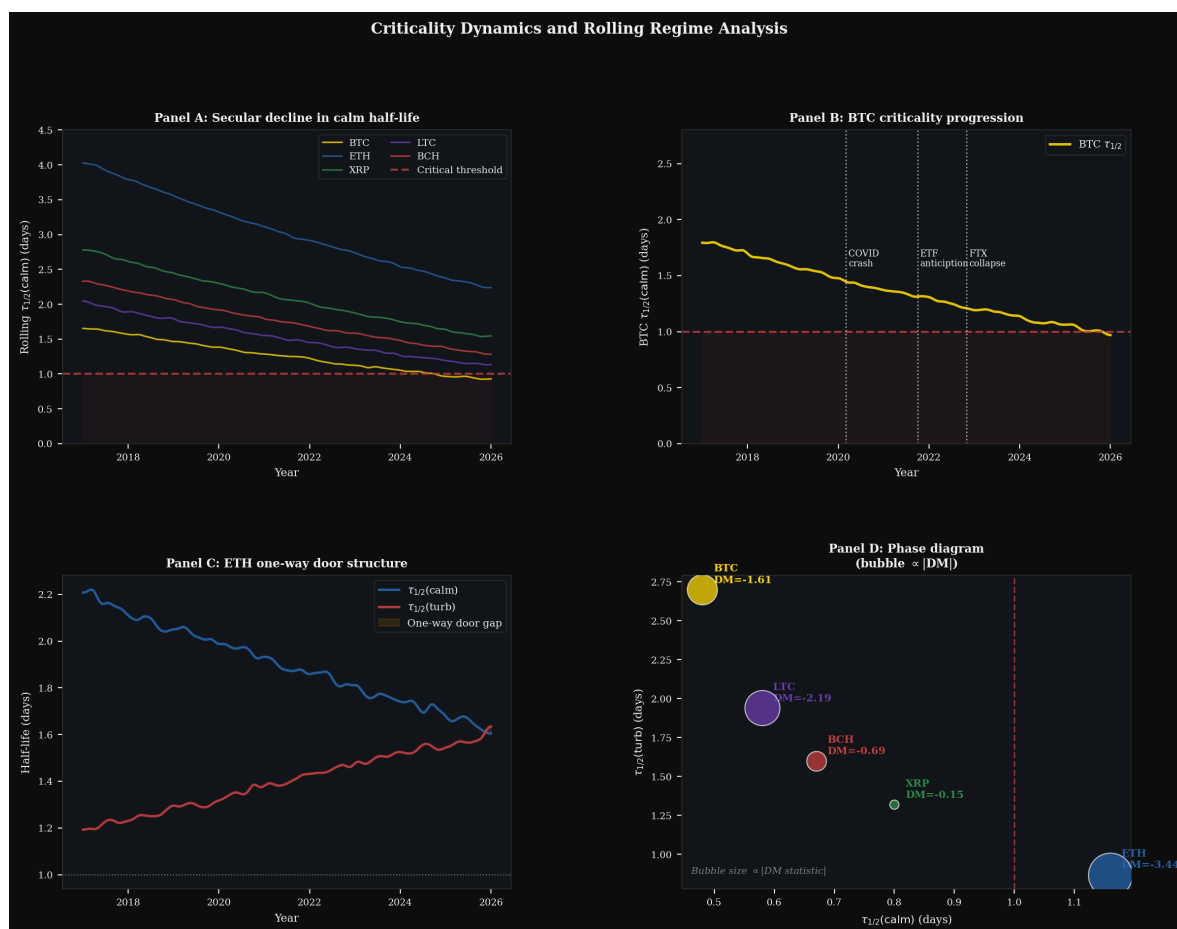 Criticality Dynamics and Rolling Regime Analysis
Panel A: Secular decline in calm half-life
4.5
4.0
3.5
3.0
2.5
2.0
1.5
1.0
0.5
0.0
Rolling τ1/2(calm) (days)
BTC
ETH
XRP
LTC
BCH
Critical threshold
2018 2020 2022 2024 2026
Year
Panel B: BTC criticality progression
2.5
2.0
1.5
1.0
0.5
0.0
BTC τ1/2(calm) (days)
BTC τ1/2
COVID
crash
ETF
anticiption
FTX
collapse
2018 2020 2022 2024 2026
Year
Panel C: ETH one-way door structure
2.2
2.0
1.8
1.6
1.4
1.2
1.0
Half-life (days)
τ1/2(calm)
τ1/2(turb)
One-way door gap
2018 2020 2022 2024 2026
Year
Panel D: Phase diagram
(bubble ∝|DM|)
2.75
2.50
2.25
2.00
1.75
1.50
1.25
1.00
τ1/2(turb) (days)
BTC
DM=-1.61
LTC
DM=-2.19
BCH
DM=-0.69
XRP
DM=-0.15
ETH
DM=-3.44
Bubble size ∝|DM statistic|
0.5 0.6 0.7 0.8 0.9 1.0 1.1
τ1/2(calm) (days)